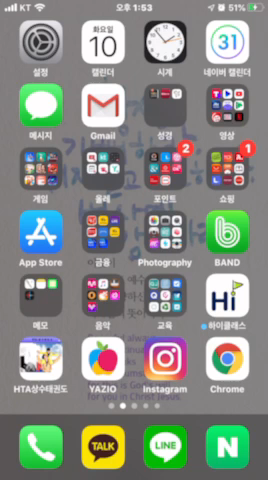 KT 오후 1:53 51%
화요일
10 31
설정 캘린더 시계 네이버 캘린더
메시지 Gmail 성경 영상
2 1
게임 올레 포인트 쇼핑
App Store 금융 Photography BAND
Hi
메모 음악 교육 하이클래스
HTA상수태권도 YAZIO Instagram Chrome
for you in Christ Jesus.
TALK LINE N